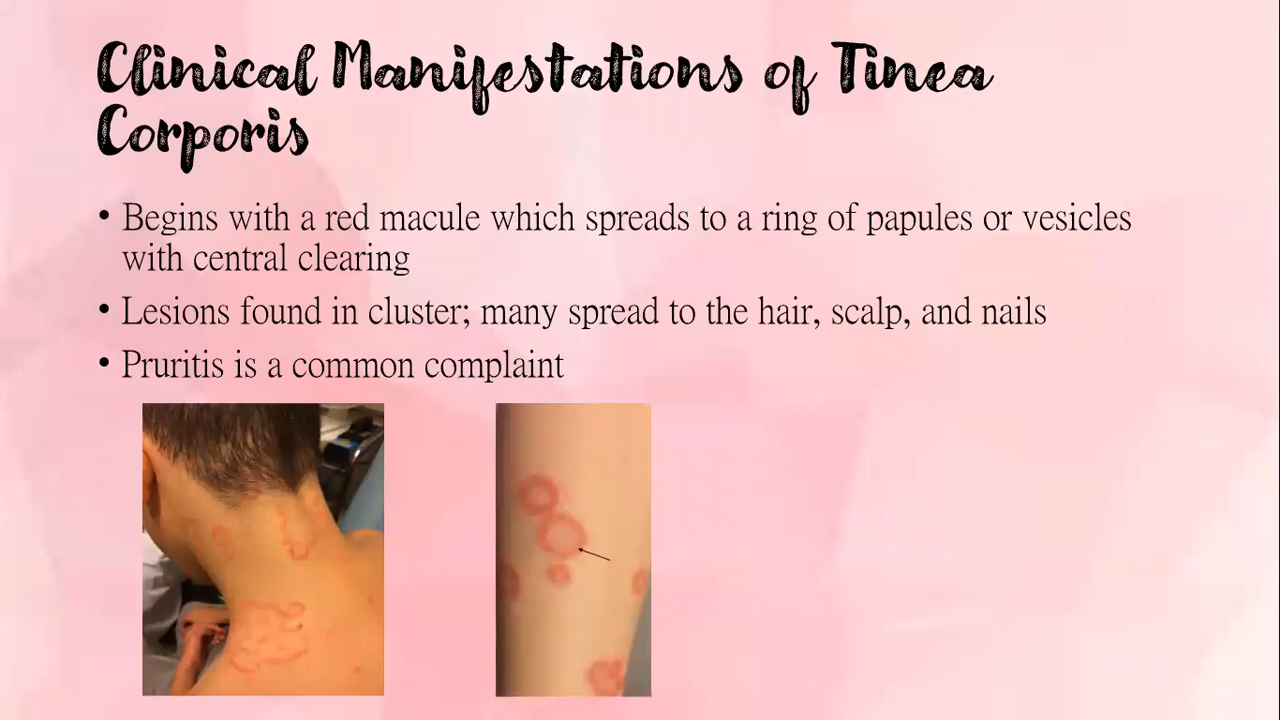 Clinical Manifestations of Tinea
Corporis
• Begins with a red macule which spreads to a ring of papules or vesicles
with central clearing
• Lesions found in cluster; many spread to the hair, scalp, and nails
• Pruritis is a common complaint